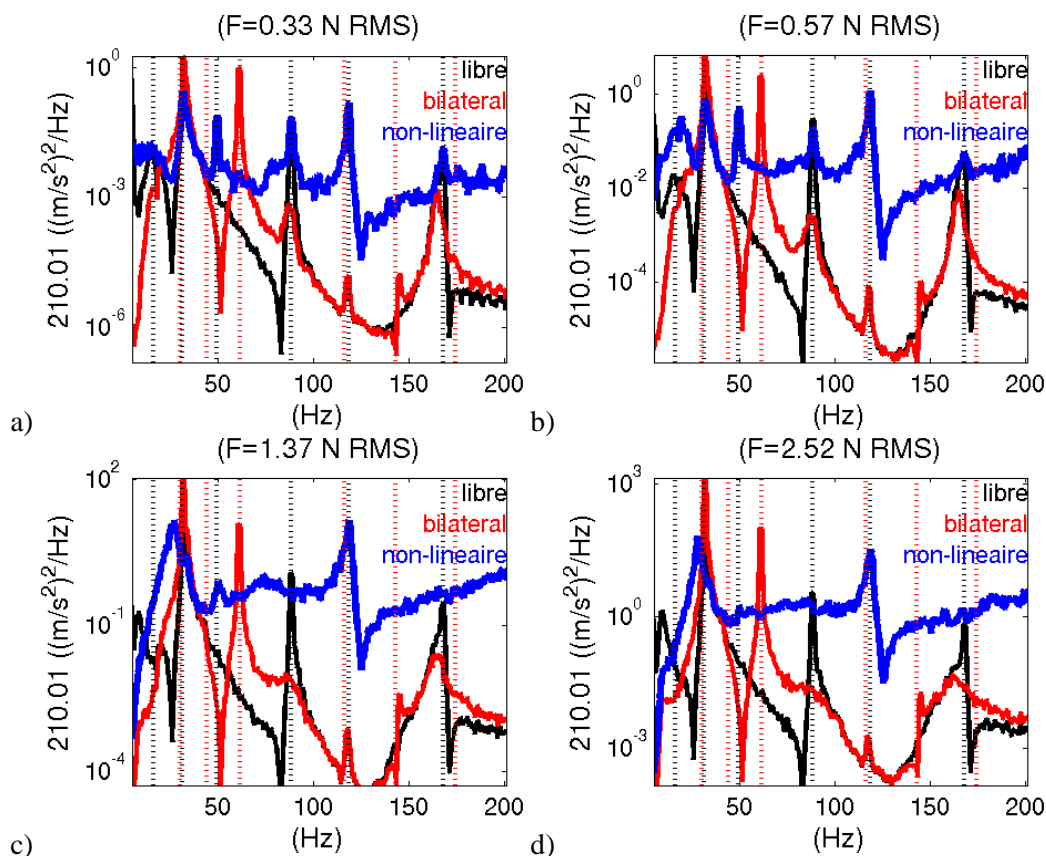 (F=0.33 N RMS)
10^0
10^-3
10^-6
210.01 ((m/s^2)^2/Hz)
libre
bilateral
non-lineaire
50 100 150 200
(Hz)
a)
(F=0.57 N RMS)
10^0
10^-2
10^-4
210.01 ((m/s^2)^2/Hz)
libre
bilateral
non-lineaire
50 100 150 200
(Hz)
b)
(F=1.37 N RMS)
10^2
10^-1
10^-4
210.01 ((m/s^2)^2/Hz)
libre
bilateral
non-lineaire
50 100 150 200
(Hz)
c)
(F=2.52 N RMS)
10^3
10^0
10^-3
210.01 ((m/s^2)^2/Hz)
libre
bilateral
non-lineaire
50 100 150 200
(Hz)
d)